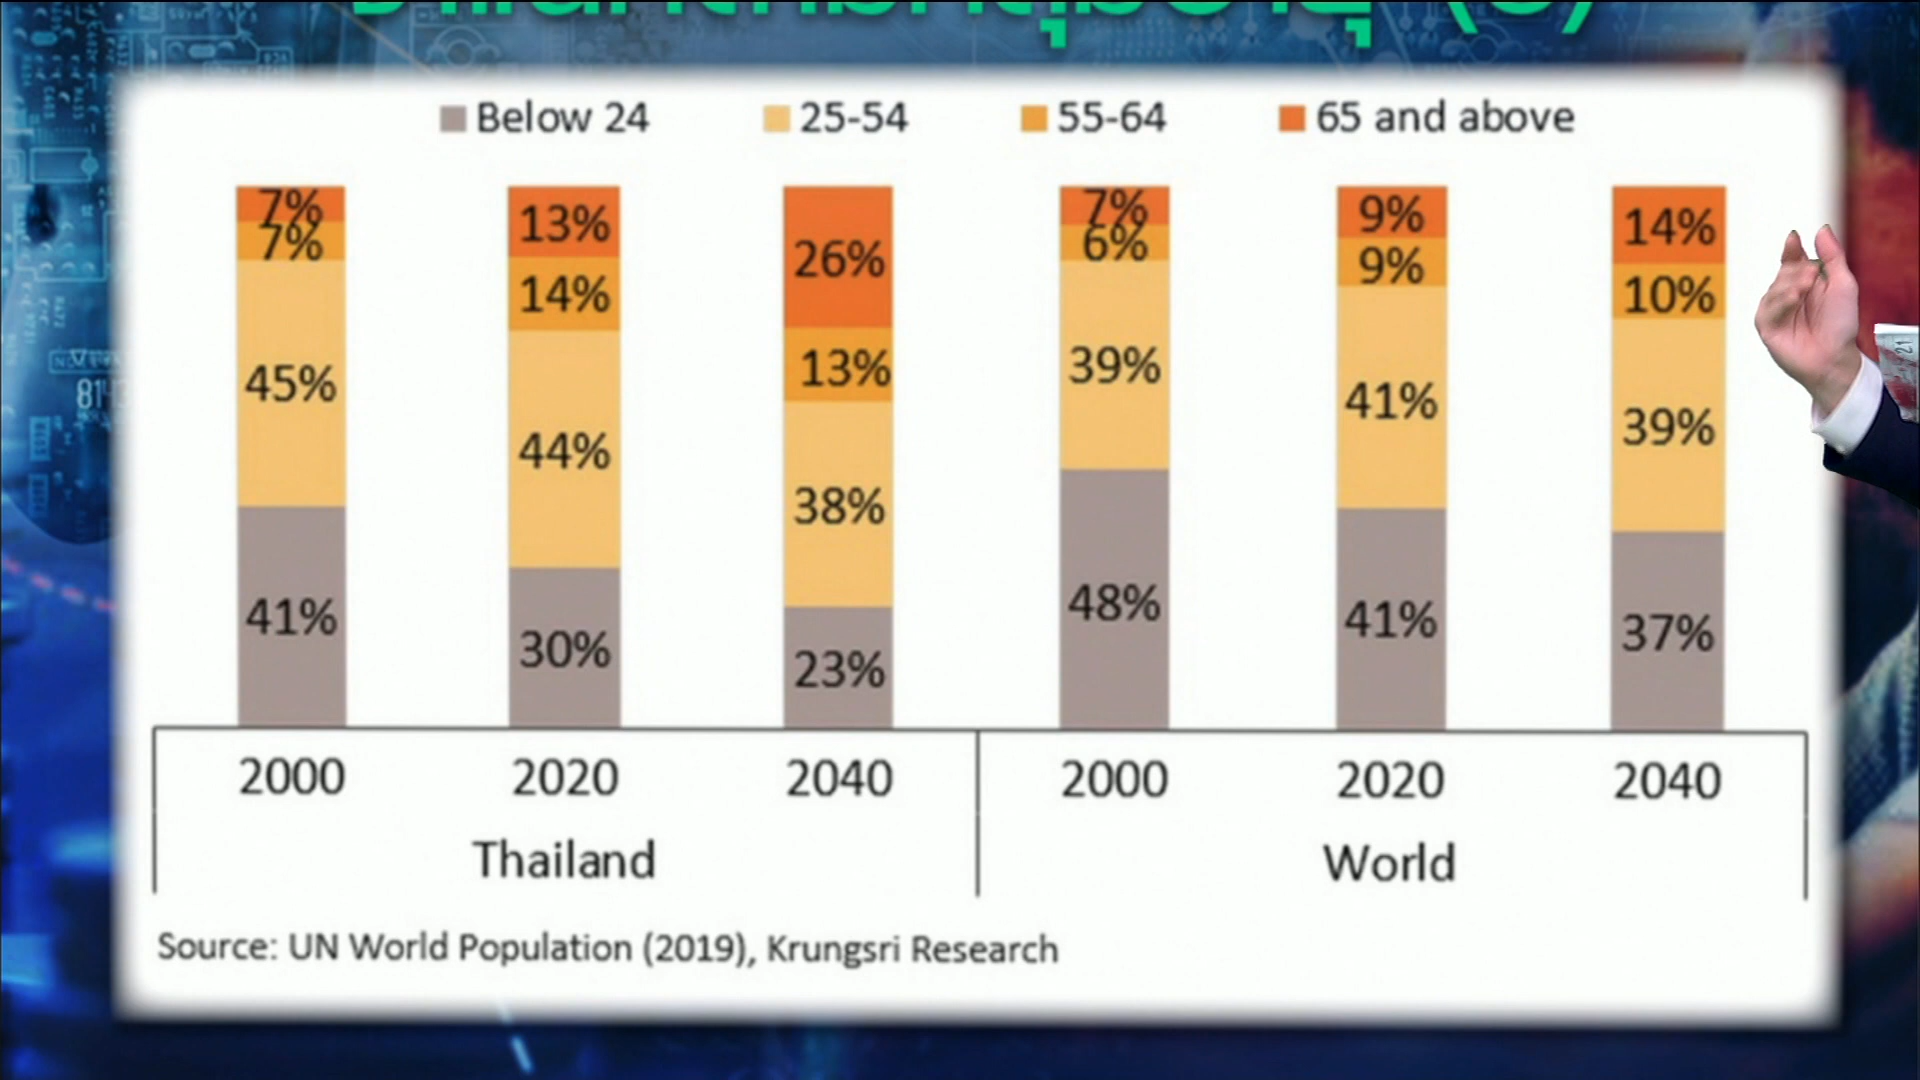 Below 24 25-54 55-64 65 and above
7% 13% 26% 7% 9% 14%
7% 14% 13% 6% 9% 10%
45% 44% 38% 39% 41% 39%
41% 30% 23% 48% 41% 37%
2000 2020 2040 2000 2020 2040
Thailand World
Source: UN World Population (2019), Krungsri Research